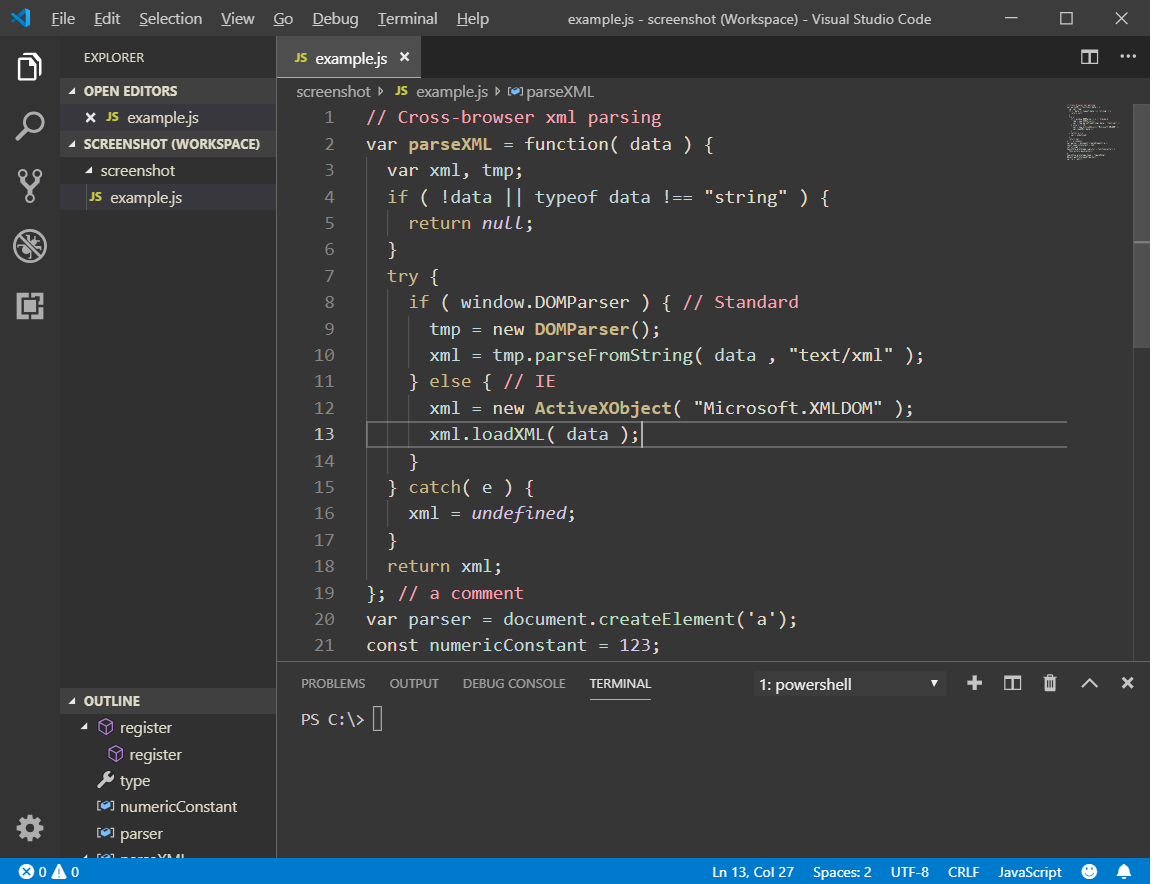 File Edit Selection View Go Debug Terminal Help example.js - screenshot (Workspace) - Visual Studio Code
EXPLORER
OPEN EDITORS
JS example.js
SCREENSHOT (WORKSPACE)
screenshot
JS example.js
OUTLINE
register
register
type
numericConstant
parser
parseXML
JS example.js
screenshot JS example.js parseXML
1 // Cross-browser xml parsing
2 var parseXML = function( data ) {
3 var xml, tmp;
4 if ( !data || typeof data !== "string" ) {
5 return null;
6 }
7 try {
8 if ( window.DOMParser ) { // Standard
9 tmp = new DOMParser();
10 xml = tmp.parseFromString( data , "text/xml" );
11 } else { // IE
12 xml = new ActiveXObject( "Microsoft.XMLDOM" );
13 xml.loadXML( data );
14 }
15 } catch( e ) {
16 xml = undefined;
17 }
18 return xml;
19 }; // a comment
20 var parser = document.createElement('a');
21 const numericConstant = 123;
PROBLEMS OUTPUT DEBUG CONSOLE TERMINAL 1: powershell
PS C:\>
0 0 Ln 13, Col 27 Spaces: 2 UTF-8 CRLF JavaScript